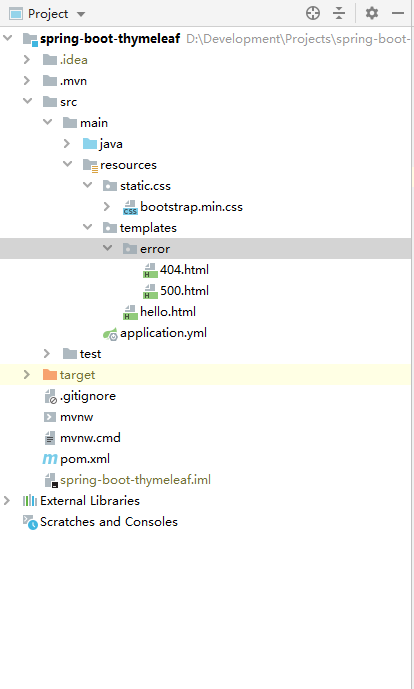 Project
spring-boot-thymeleaf D:\Development\Projects\spring-boot-
.idea
.mvn
src
main
java
resources
static.css
CSS bootstrap.min.css
templates
error
H 404.html
H 500.html
H hello.html
application.yml
test
target
.gitignore
mvnw
mvnw.cmd
m pom.xml
spring-boot-thymeleaf.iml
External Libraries
Scratches and Consoles